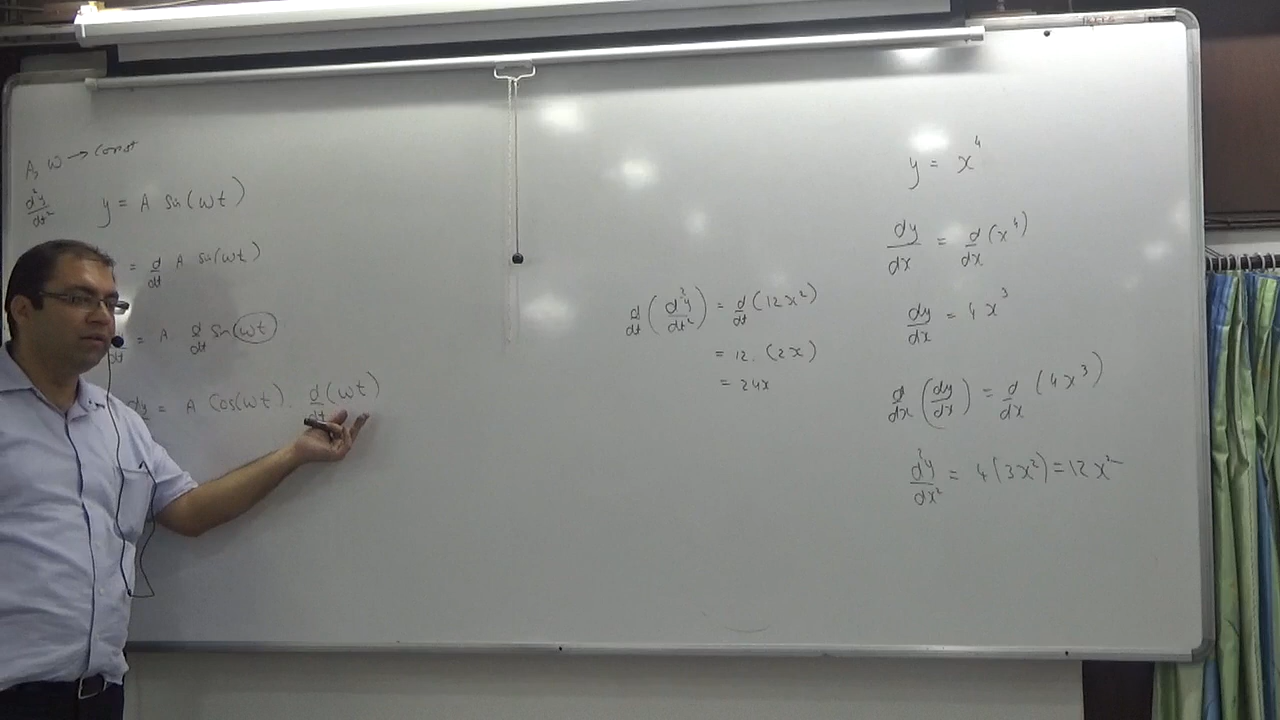 A, ω → Const
d²y/dt² y = A sin(ωt)
= d/dt A sin(ωt)
= A d/dt sin(ωt)
dy = A Cos(ωt) . d/dt (ωt)
d/dt (d²y/dt²) = d/dt (12x²)
= 12 . (2x)
= 24x
y = x⁴
dy/dx = d/dx (x⁴)
dy/dx = 4x³
d/dx (dy/dx) = d/dx (4x³)
d²y/dx² = 4(3x²) = 12x²